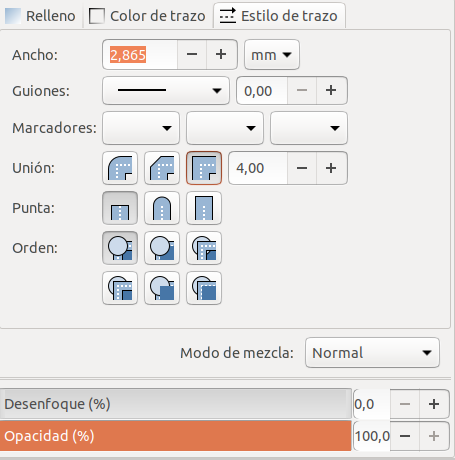 Relleno Color de trazo Estilo de trazo
Ancho: 2,865 − + mm
Guiones: 0,00 − +
Marcadores:
Unión: 4,00 − +
Punta:
Orden:
Modo de mezcla: Normal
Desenfoque (%) 0,0 − +
Opacidad (%) 100,0 − +